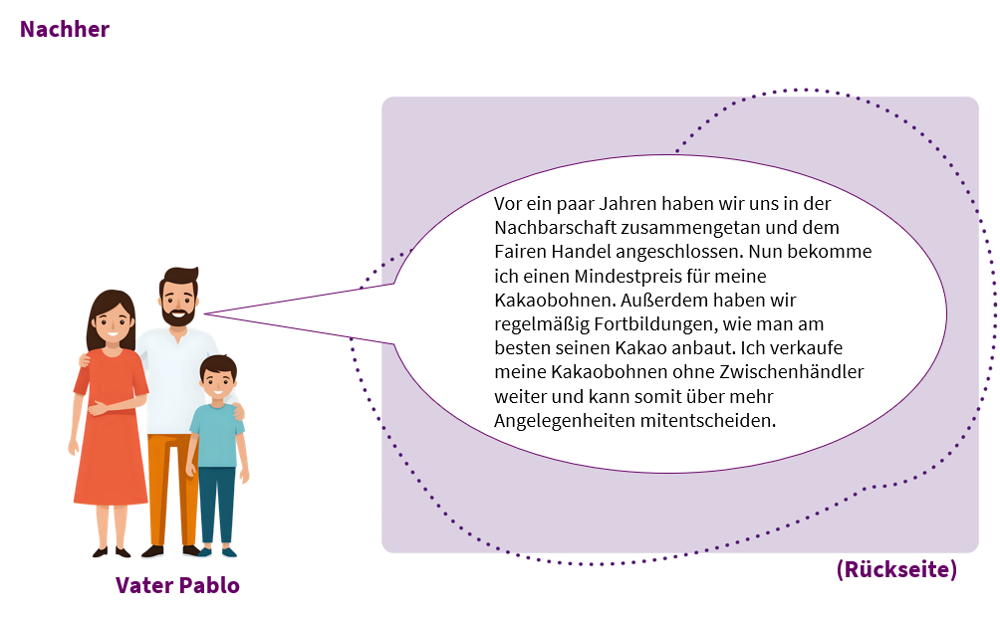 Nachher
Vor ein paar Jahren haben wir uns in der
Nachbarschaft zusammengetan und dem
Fairen Handel angeschlossen. Nun bekomme
ich einen Mindestpreis für meine
Kakaobohnen. Außerdem haben wir
regelmäßig Fortbildungen, wie man am
besten seinen Kakao anbaut. Ich verkaufe
meine Kakaobohnen ohne Zwischenhändler
weiter und kann somit über mehr
Angelegenheiten mitentscheiden.
(Rückseite)
Vater Pablo